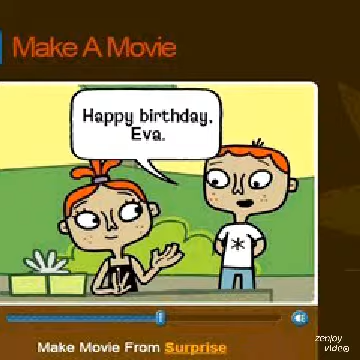 Make A Movie
Happy birthday,
Eva.
Make Movie From Surprise
zenjoy
video